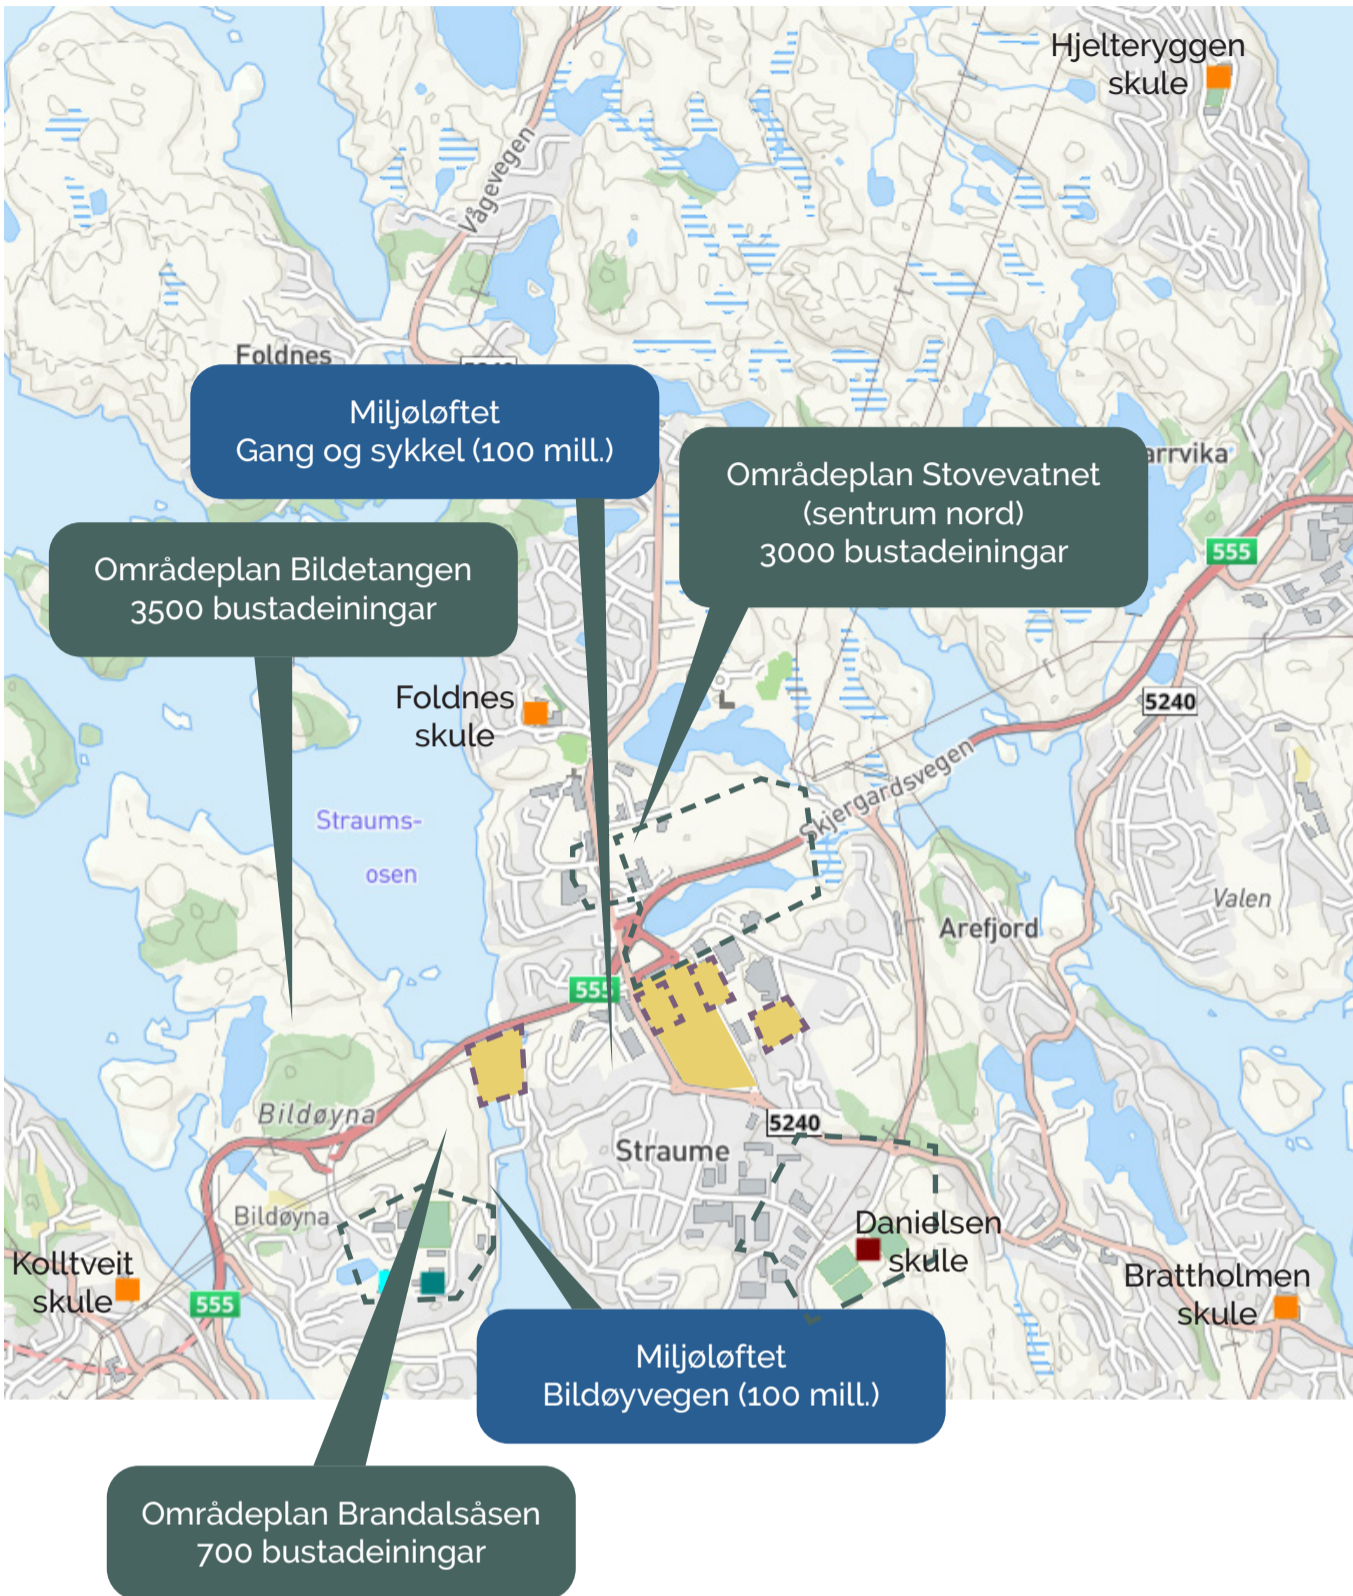 Hjelteryggen
skule
Vågevegen
Foldnes
Miljøløftet
Gang og sykkel (100 mill.)
Områdeplan Stovevatnet
(sentrum nord)
3000 bustadeiningar
arrvika
555
Områdeplan Bildetangen
3500 bustadeiningar
Foldnes
skule
5240
Skjergardsvegen
Straums-
osen
Valen
Arefjord
555
Bildøyna
5240
Straume
Bildøyna
Danielsen
skule
Kolltveit
skule
555
Brattholmen
skule
Miljøløftet
Bildøyvegen (100 mill.)
Områdeplan Brandalsåsen
700 bustadeiningar